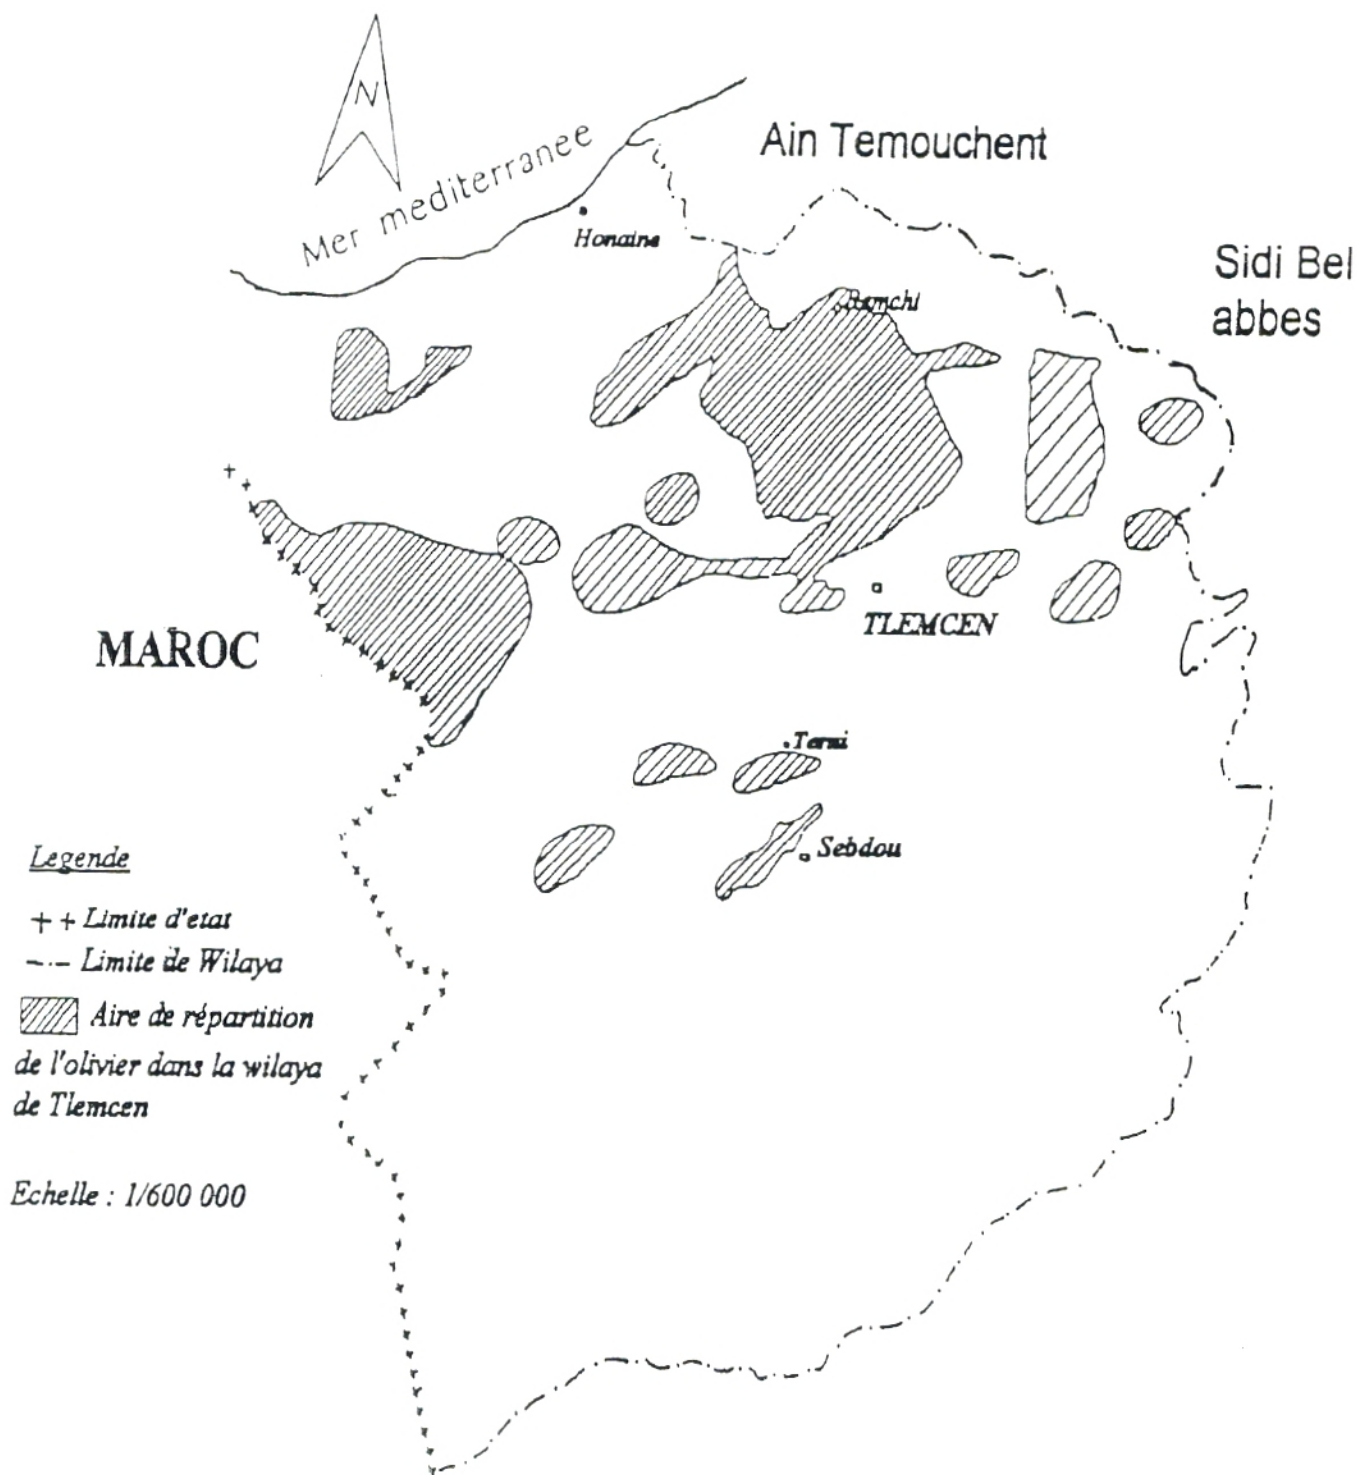 N
Mer mediterranee
Ain Temouchent
Honaine
Sidi Bel
abbes
TLEMCEN
MAROC
Terni
Sebdou
Legende
++ Limite d'etat
-.- Limite de Wilaya
Aire de répartition
de l'olivier dans la wilaya
de Tlemcen
Echelle : 1/600 000